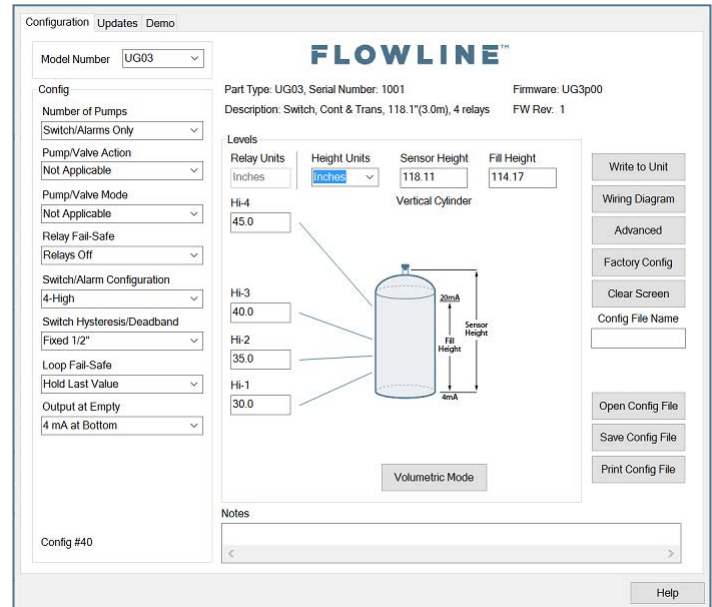 Configuration Updates Demo
Model Number UG03
FLOWLINE™
Config
Part Type: UG03, Serial Number: 1001 Firmware: UG3p00
Description: Switch, Cont & Trans, 118.1"(3.0m), 4 relays FW Rev: 1
Number of Pumps
Switch/Alarms Only
Pump/Valve Action
Not Applicable
Pump/Valve Mode
Not Applicable
Relay Fail-Safe
Relays Off
Switch/Alarm Configuration
4-High
Switch Hysteresis/Deadband
Fixed 1/2"
Loop Fail-Safe
Hold Last Value
Output at Empty
4 mA at Bottom
Config #40
Levels
Relay Units Height Units Sensor Height Fill Height
Inches Inches 118.11 114.17
Vertical Cylinder
Hi-4
45.0
Hi-3
40.0
Hi-2
35.0
Hi-1
30.0
20mA
Sensor
Height
Fill
Height
4mA
Volumetric Mode
Notes
Write to Unit
Wiring Diagram
Advanced
Factory Config
Clear Screen
Config File Name
Open Config File
Save Config File
Print Config File
Help